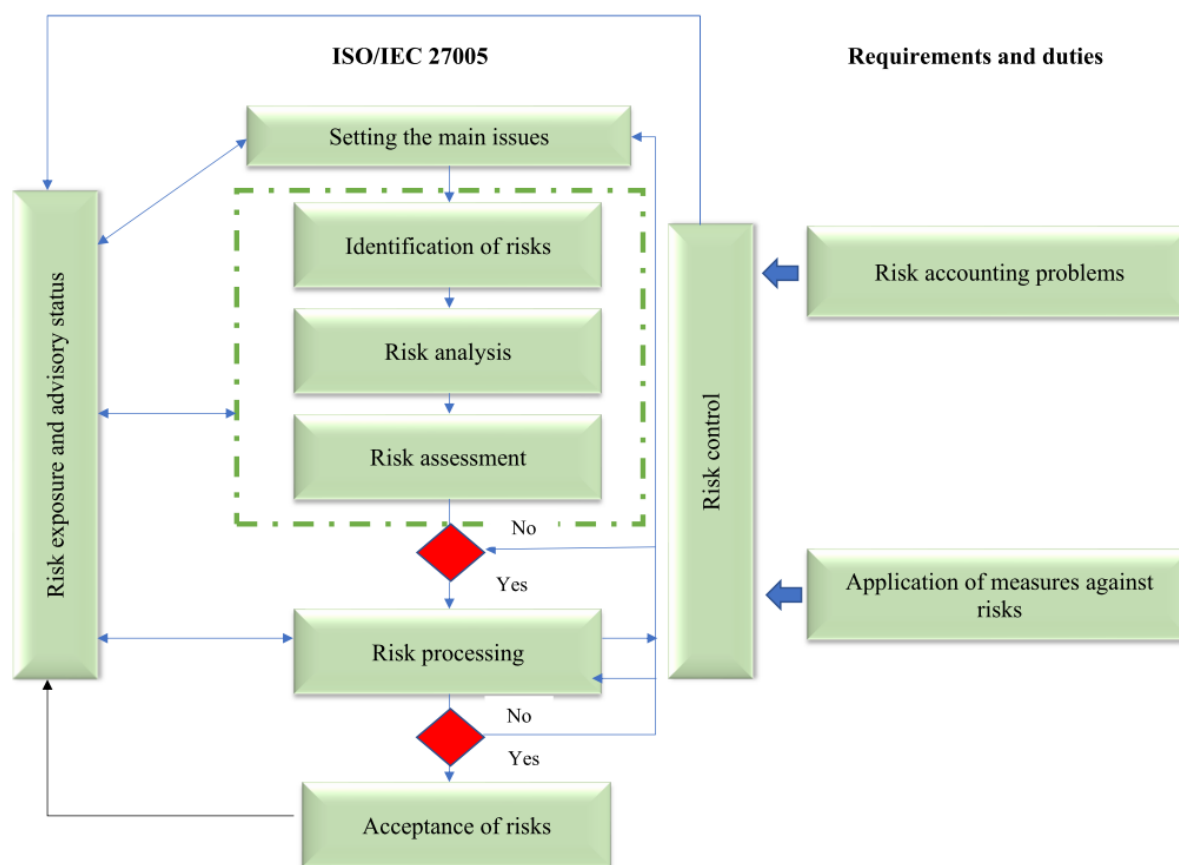 ISO/IEC 27005
Requirements and duties
Setting the main issues
Identification of risks
Risk analysis
Risk assessment
No
Yes
Risk processing
No
Yes
Acceptance of risks
Risk exposure and advisory status
Risk control
Risk accounting problems
Application of measures against
risks